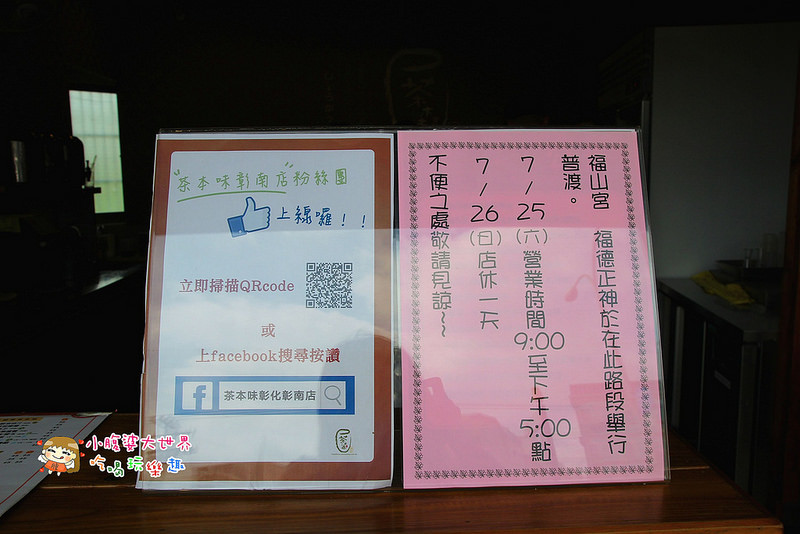 "茶本味彰南店"粉絲團
上線囉！！
立即掃描QRcode
或
上facebook搜尋按讚
f 茶本味彰化彰南店
福山宮　福德正神於在此路段舉行
普渡。
7/25(六)營業時間9:00至下午5:00點
7/26(日)店休一天
不便之處敬請見諒~~
小腹婆大世界
吃喝玩樂趣